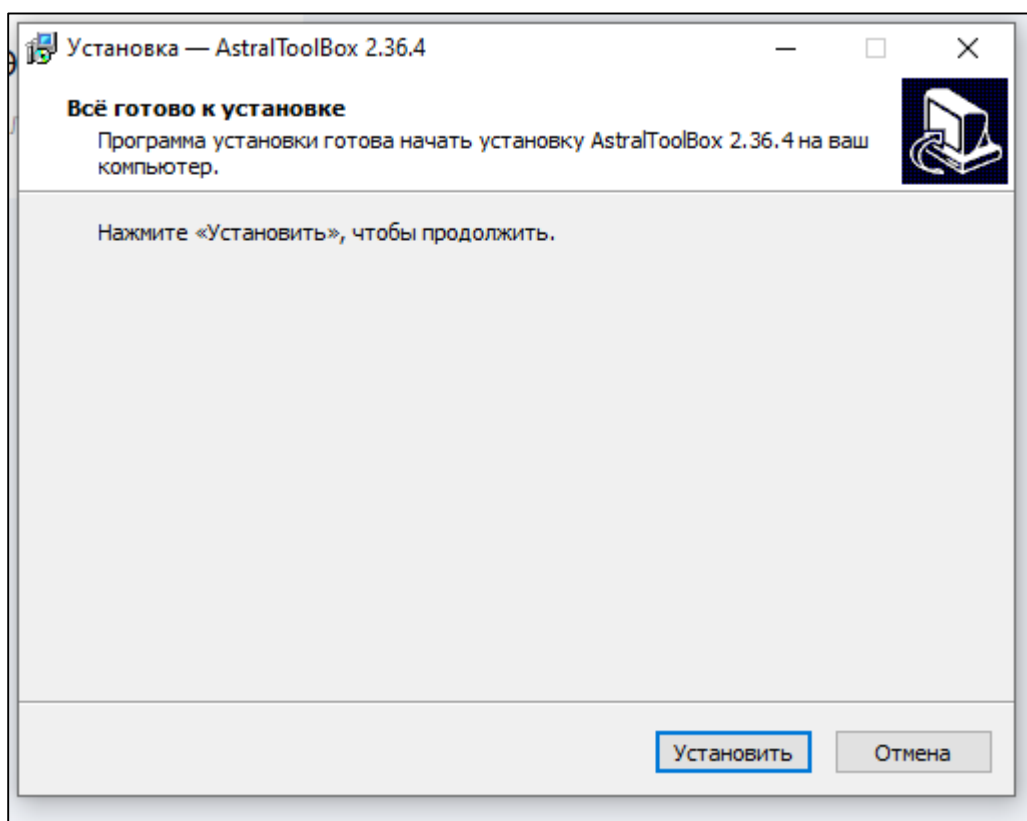 Установка — AstralToolBox 2.36.4
Всё готово к установке
Программа установки готова начать установку AstralToolBox 2.36.4 на ваш
компьютер.
Нажмите «Установить», чтобы продолжить.
Установить
Отмена